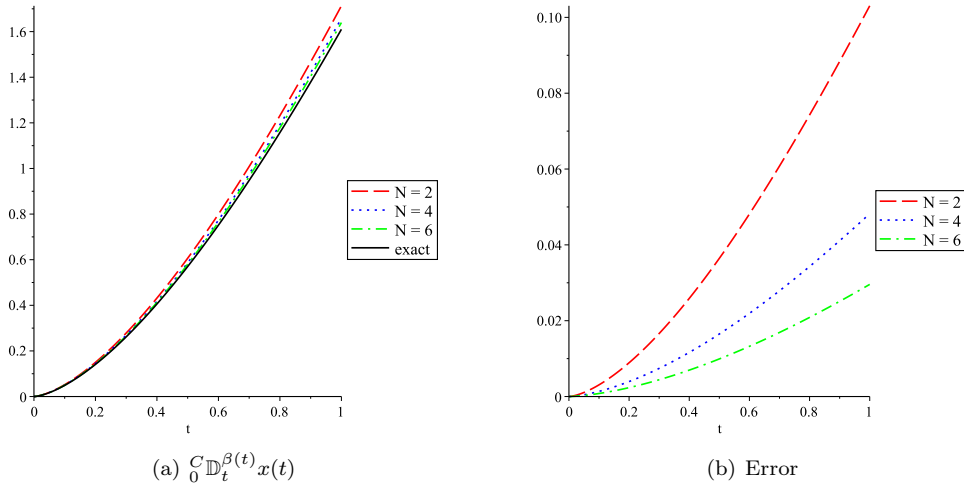 1.6
1.4
1.2
1
0.8
0.6
0.4
0.2
0
0
0.2
0.4
0.6
0.8
1
t
N = 2
N = 4
N = 6
exact
(a) $^{C}_{0}\mathbb{D}^{\beta(t)}_{t}x(t)$
0.10
0.08
0.06
0.04
0.02
0
0
0.2
0.4
0.6
0.8
1
t
N = 2
N = 4
N = 6
(b) Error